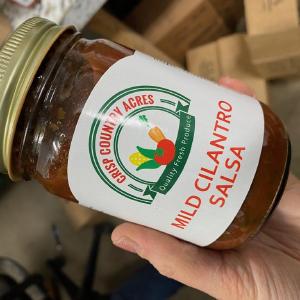 CRISP COUNTRY ACRES
Quality Fresh Produce
MILD CILANTRO
SALSA